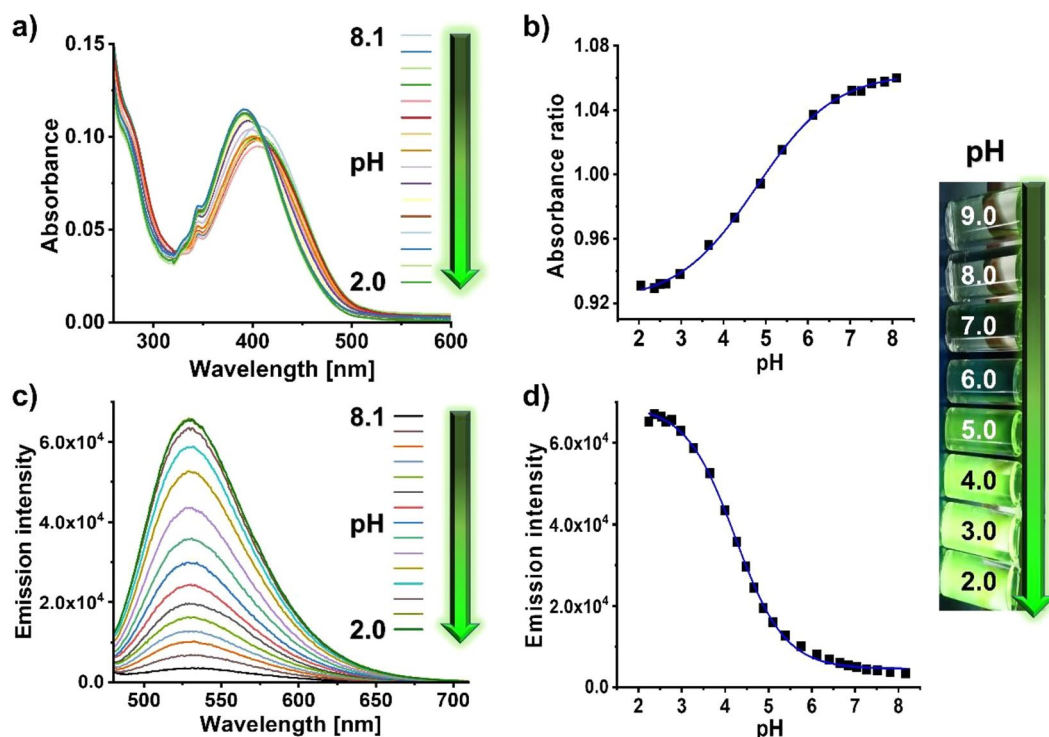 a)
Absorbance
0.15
0.10
0.05
0.00
300
400
500
600
Wavelength [nm]
8.1
pH
2.0
b)
Absorbance ratio
1.08
1.04
1.00
0.96
0.92
2
3
4
5
6
7
8
pH
pH
9.0
8.0
7.0
6.0
5.0
4.0
3.0
2.0
c)
Emission intensity
6.0x10⁴
4.0x10⁴
2.0x10⁴
0.0
500
550
600
650
700
Wavelength [nm]
8.1
pH
2.0
d)
Emission intensity
6.0x10⁴
4.0x10⁴
2.0x10⁴
0.0
2
3
4
5
6
7
8
pH